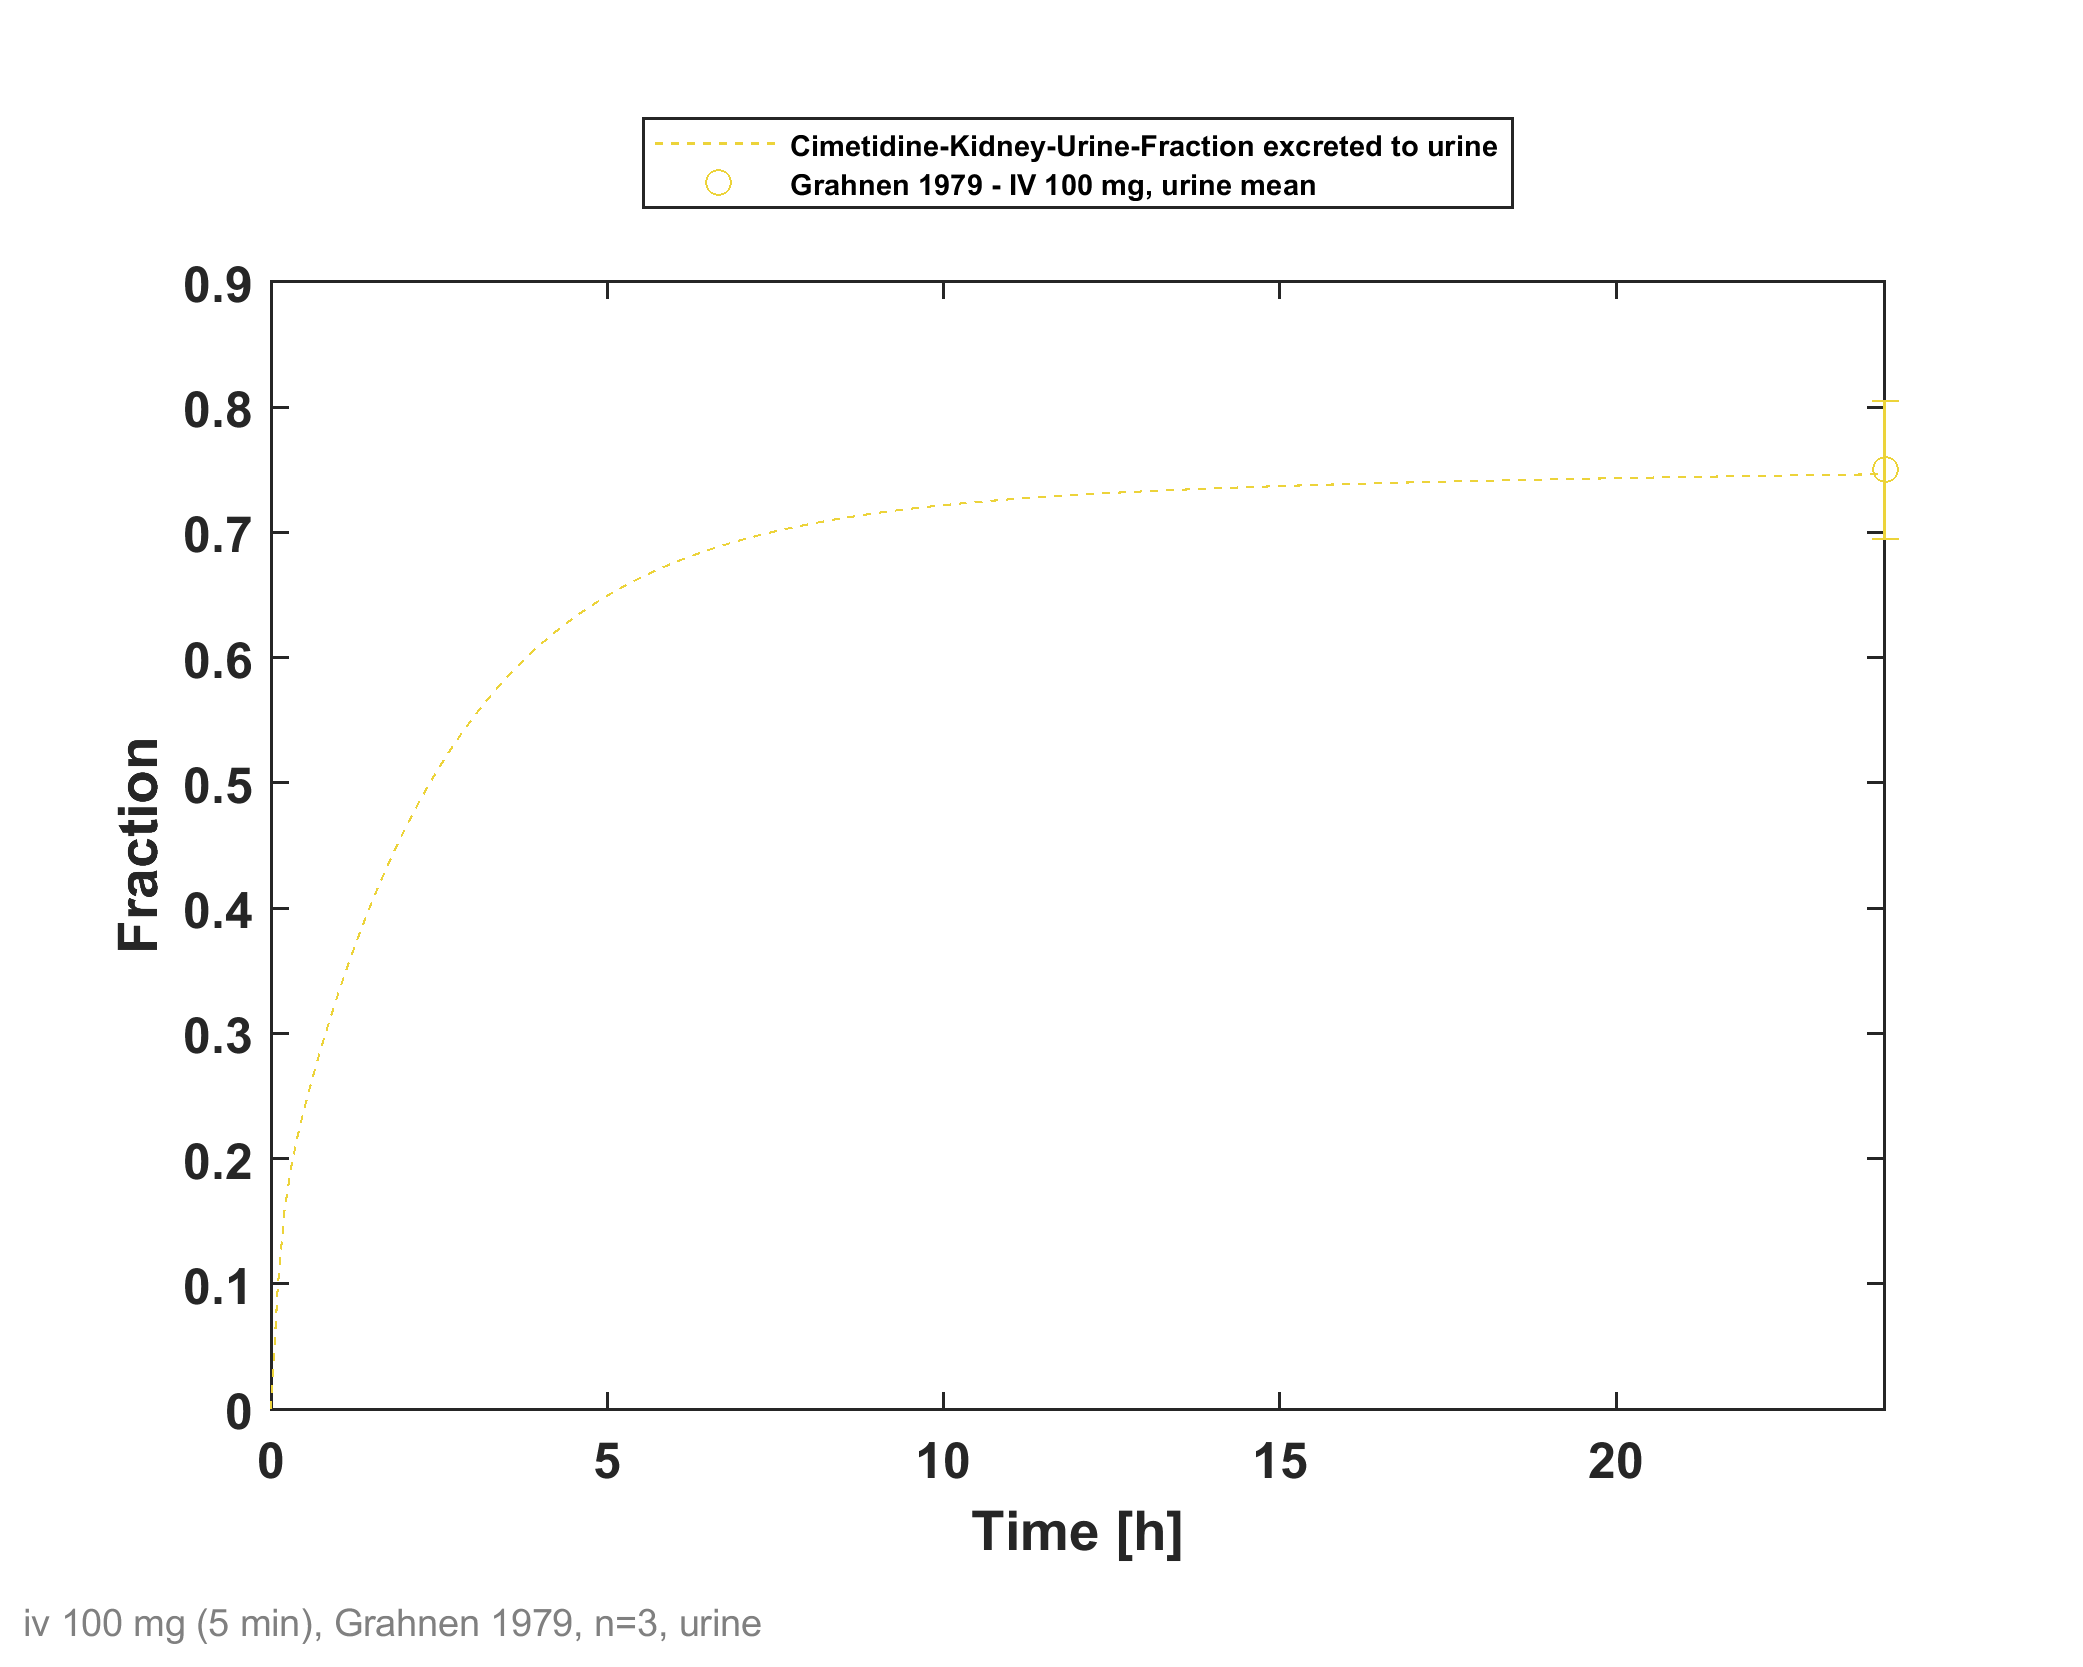 Cimetidine-Kidney-Urine-Fraction excreted to urine
Grahnen 1979 - IV 100 mg, urine mean
0.9
0.8
0.7
0.6
0.5
0.4
0.3
0.2
0.1
0
Fraction
0 5 10 15 20
Time [h]
iv 100 mg (5 min), Grahnen 1979, n=3, urine